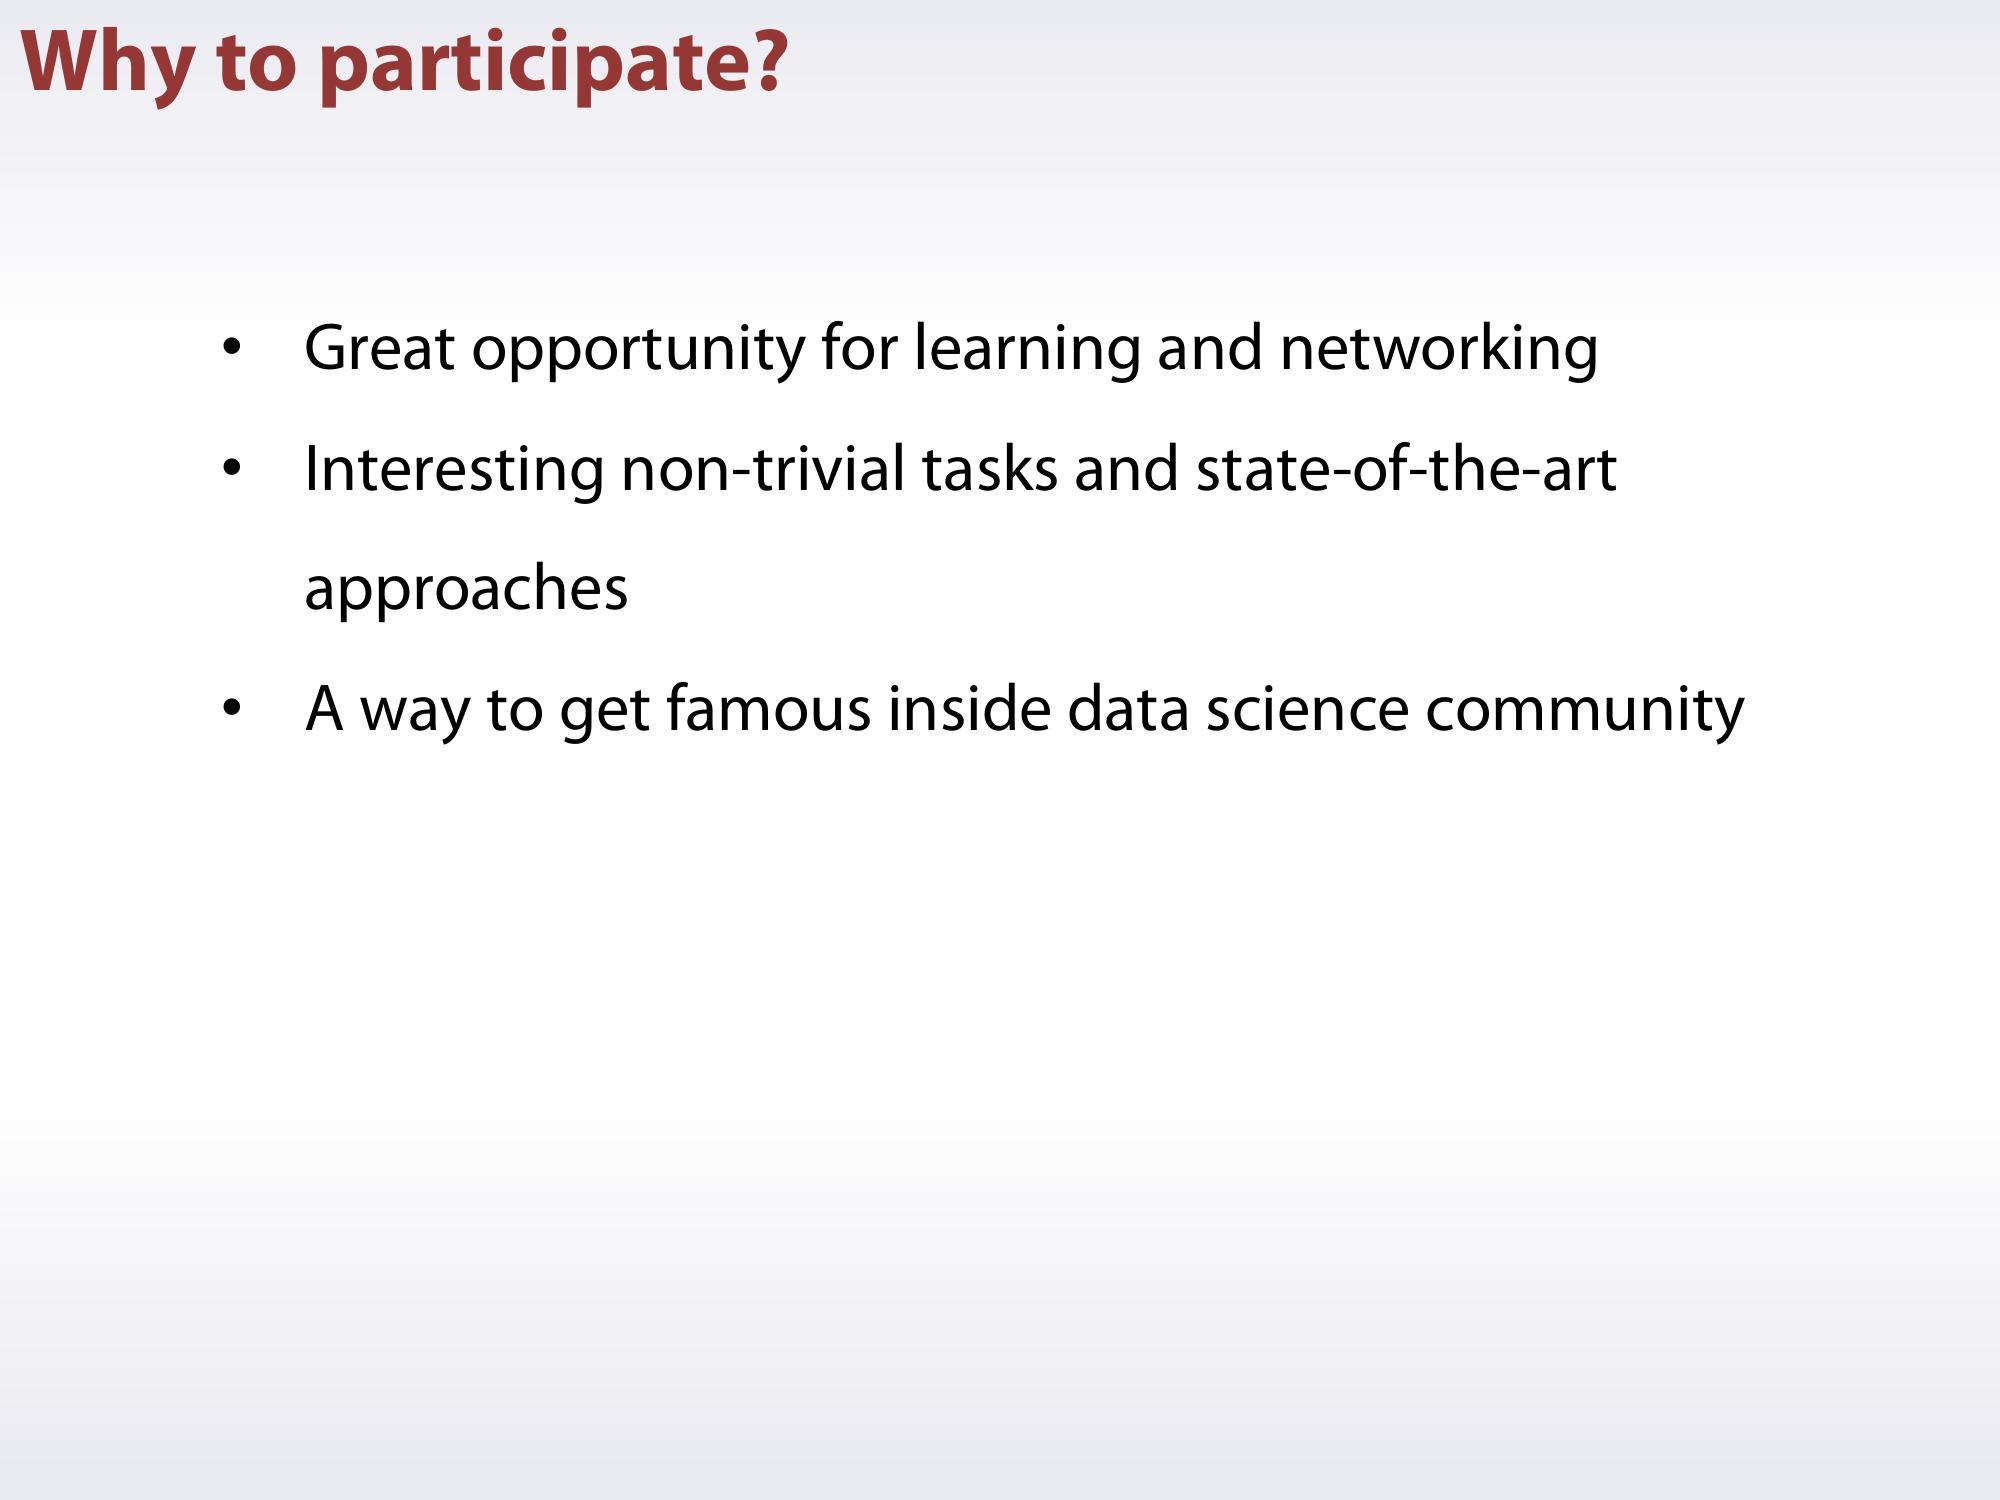 Why to participate?
• Great opportunity for learning and networking
• Interesting non-trivial tasks and state-of-the-art
approaches
• A way to get famous inside data science community